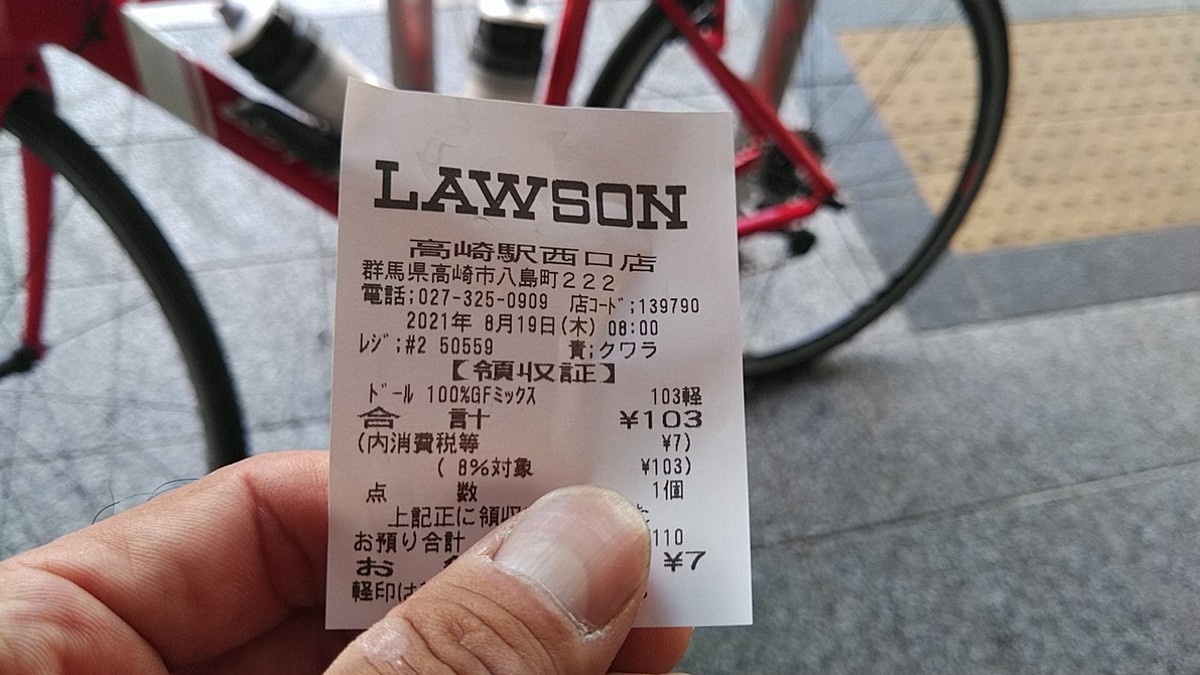 LAWSON
高崎駅西口店
群馬県高崎市八島町222
電話;027-325-0909 店コード;139790
2021年 8月19日(木) 08:00
レジ;#2 50559 責;クワラ
【領収証】
ドール 100%GFミックス 103軽
合 計 ¥103
(内消費税等 ¥7)
( 8%対象 ¥103)
点 数 1個
上記正に領収
お預り合計 110
お ¥7
軽印は